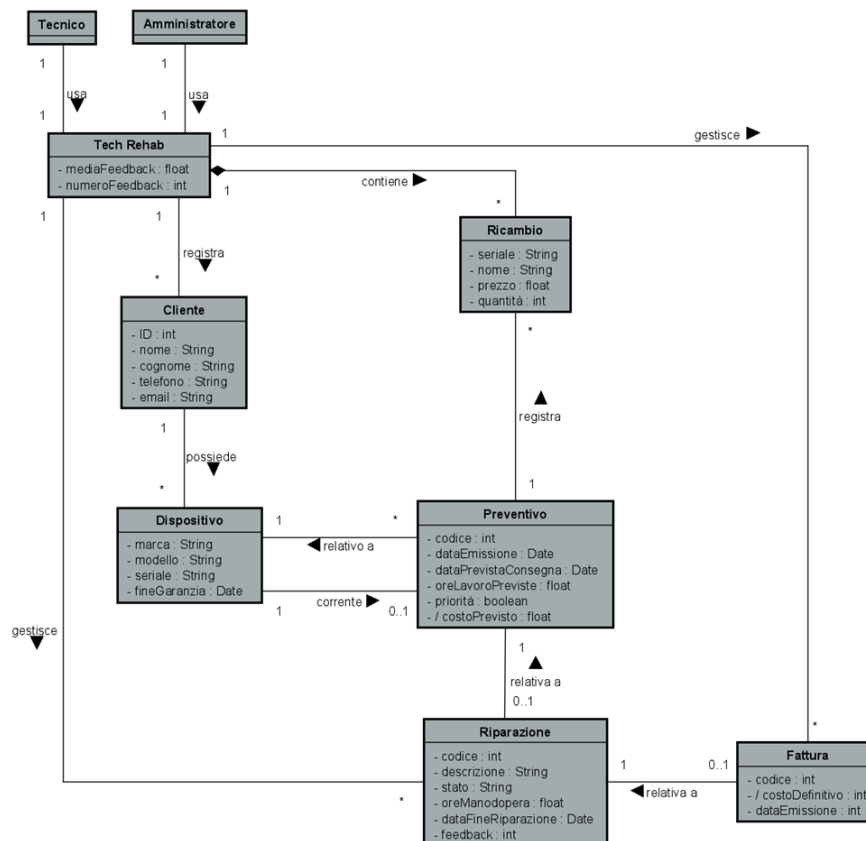 Tecnico
Amministratore
1
1
usa
usa
1
1
Tech Rehab
- mediaFeedback : float
- numeroFeedback : int
1
gestisce
1
contiene
*
1
1
registra
*
Ricambio
- seriale : String
- nome : String
- prezzo : float
- quantità : int
*
Cliente
- ID : int
- nome : String
- cognome : String
- telefono : String
- email : String
registra
1
possiede
*
1
Dispositivo
- marca : String
- modello : String
- seriale : String
- fineGaranzia : Date
1
*
relativo a
corrente
1
0..1
Preventivo
- codice : int
- dataEmissione : Date
- dataPrevistaConsegna : Date
- oreLavoroPreviste : float
- priorità : boolean
- / costoPrevisto : float
gestisce
1
relativa a
0..1
Riparazione
- codice : int
- descrizione : String
- stato : String
- oreManodopera : float
- dataFineRiparazione : Date
- feedback : int
*
1
0..1
relativa a
*
Fattura
- codice : int
- / costoDefinitivo : int
- dataEmissione : int